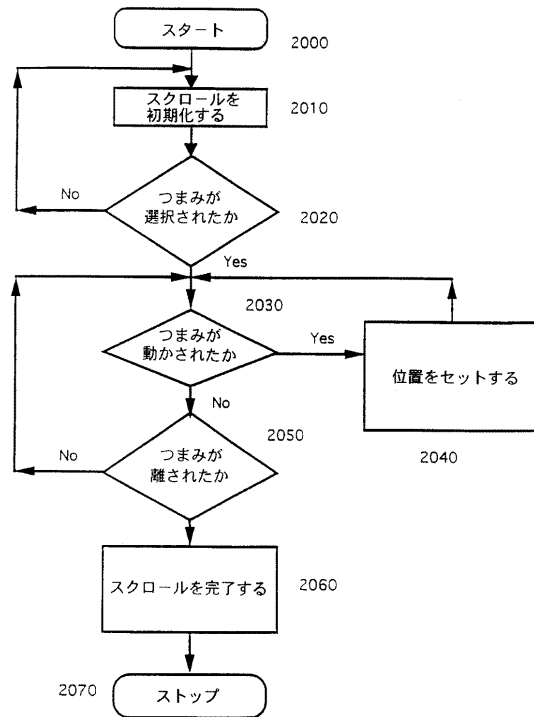 スタート
2000
スクロールを
初期化する
2010
No
つまみが
選択されたか
2020
Yes
2030
つまみが
動かされたか
Yes
位置をセットする
2040
No
2050
No
つまみが
離されたか
スクロールを完了する
2060
2070
ストップ